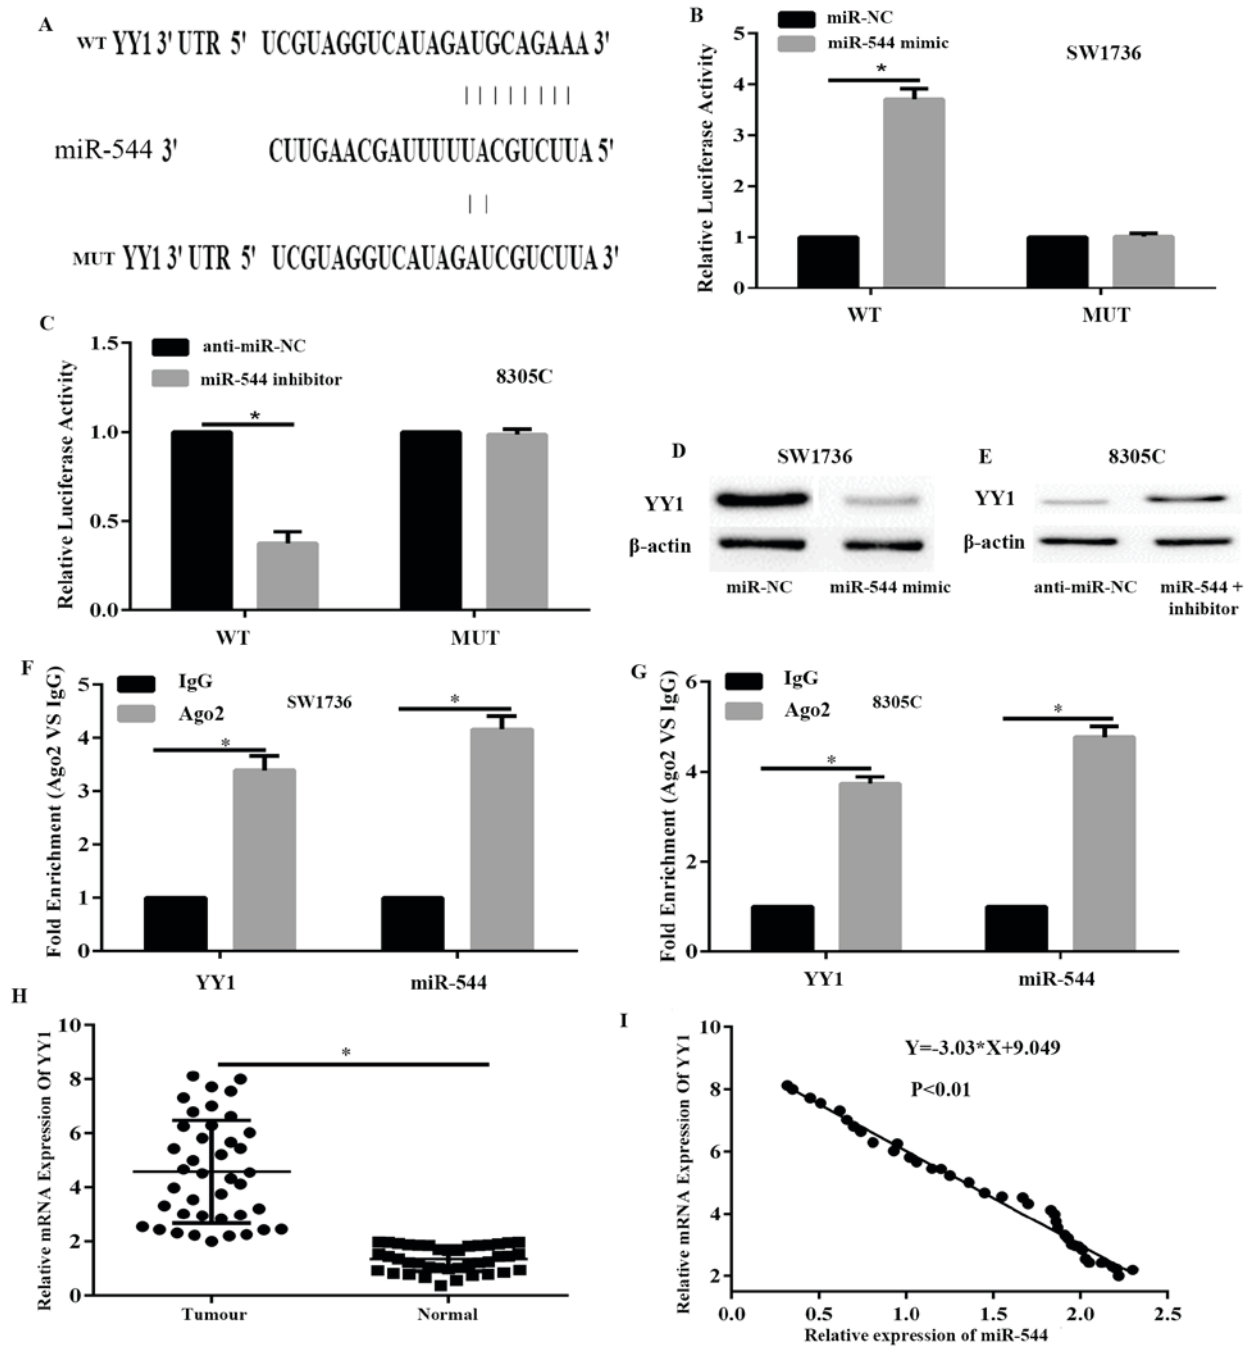 A
WT YY1 3' UTR 5' UCGUAGGUCAUAGAUGCAGAAA 3'
miR-544 3' CUUGAACGAUUUUUACGUCUUA 5'
MUT YY1 3' UTR 5' UCGUAGGUCAUAGAUCGUCUUA 3'
B
miR-NC
miR-544 mimic
SW1736
*
Relative Luciferase Activity
5
4
3
2
1
0
WT MUT
C
anti-miR-NC
miR-544 inhibitor
8305C
*
Relative Luciferase Activity
1.5
1.0
0.5
0.0
WT MUT
D
SW1736
YY1
β-actin
miR-NC miR-544 mimic
E
8305C
YY1
β-actin
anti-miR-NC miR-544 +
inhibitor
F
IgG
Ago2
SW1736
* *
Fold Enrichment (Ago2 VS IgG)
5
4
3
2
1
0
YY1 miR-544
G
IgG
Ago2
8305C
* *
Fold Enrichment (Ago2 VS IgG)
6
4
2
0
YY1 miR-544
H
*
Relative mRNA Expression Of YY1
10
8
6
4
2
0
Tumour Normal
I
Y=-3.03*X+9.049
P<0.01
Relative mRNA Expression Of YY1
10
8
6
4
2
0.0 0.5 1.0 1.5 2.0 2.5
Relative expression of miR-544